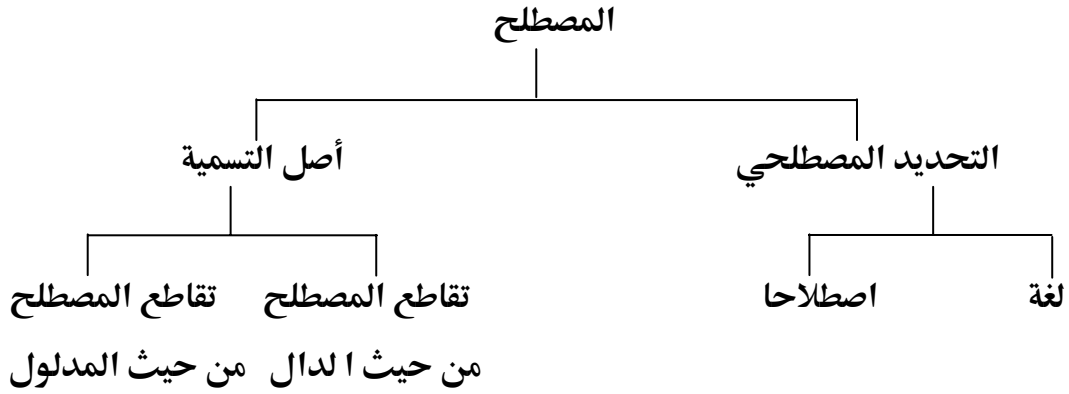 المصطلح
التحديد المصطلحي
أصل التسمية
لغة
اصطلاحا
تقاطع المصطلح
من حيث ا لدال
تقاطع المصطلح
من حيث المدلول